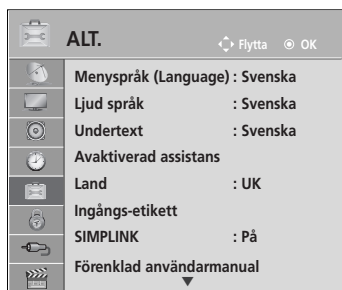 ALT. Flytta OK
Menyspråk (Language) : Svenska
Ljud språk : Svenska
Undertext : Svenska
Avaktiverad assistans
Land : UK
Ingångs-etikett
SIMPLINK : På
Förenklad användarmanual